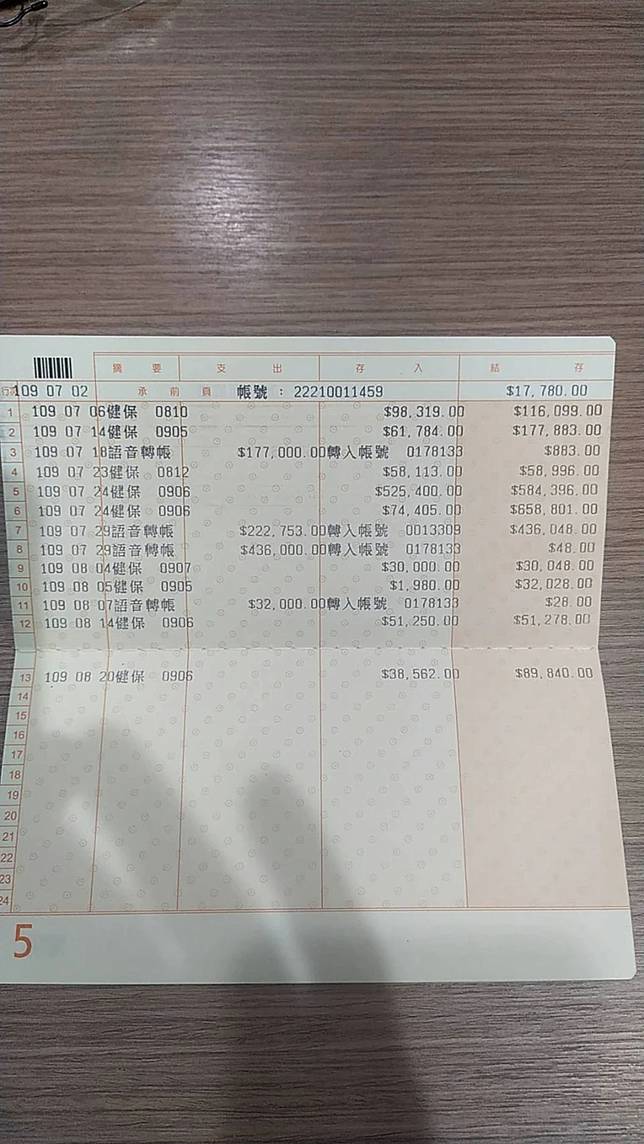 摘要 支出 存入 結存
行次 109 07 02 承前頁 帳號：22210011459 $17,780.00
1 109 07 06健保 0810 $98,319.00 $116,099.00
2 109 07 14健保 0905 $61,784.00 $177,883.00
3 109 07 18語音轉帳 $177,000.00轉入帳號 0178133 $883.00
4 109 07 23健保 0812 $58,113.00 $58,996.00
5 109 07 24健保 0906 $525,400.00 $584,396.00
6 109 07 24健保 0906 $74,405.00 $658,801.00
7 109 07 29語音轉帳 $222,753.00轉入帳號 0013309 $436,048.00
8 109 07 29語音轉帳 $436,000.00轉入帳號 0178133 $48.00
9 109 08 04健保 0907 $30,000.00 $30,048.00
10 109 08 05健保 0905 $1,980.00 $32,028.00
11 109 08 07語音轉帳 $32,000.00轉入帳號 0178133 $28.00
12 109 08 14健保 0906 $51,250.00 $51,278.00
13 109 08 20健保 0906 $38,562.00 $89,840.00
14
15
16
17
18
19
20
21
22
23
24
5